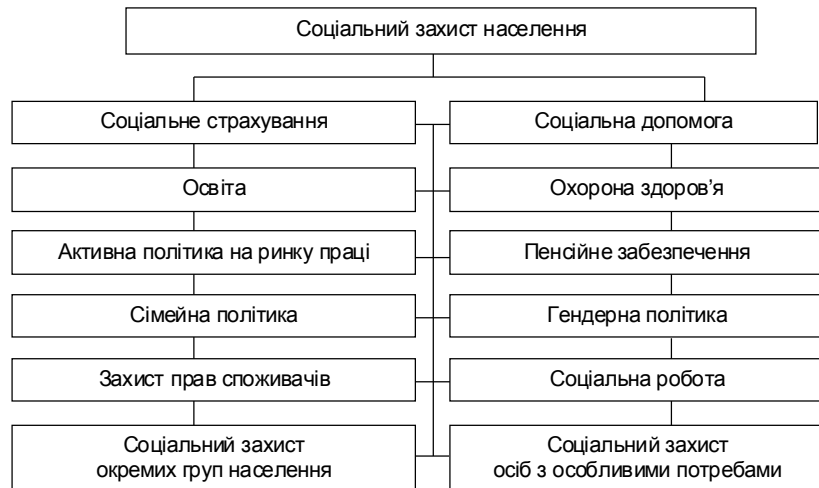 Соціальний захист населення
Соціальне страхування
Соціальна допомога
Освіта
Охорона здоров’я
Активна політика на ринку праці
Пенсійне забезпечення
Сімейна політика
Гендерна політика
Захист прав споживачів
Соціальна робота
Соціальний захист
окремих груп населення
Соціальний захист
осіб з особливими потребами